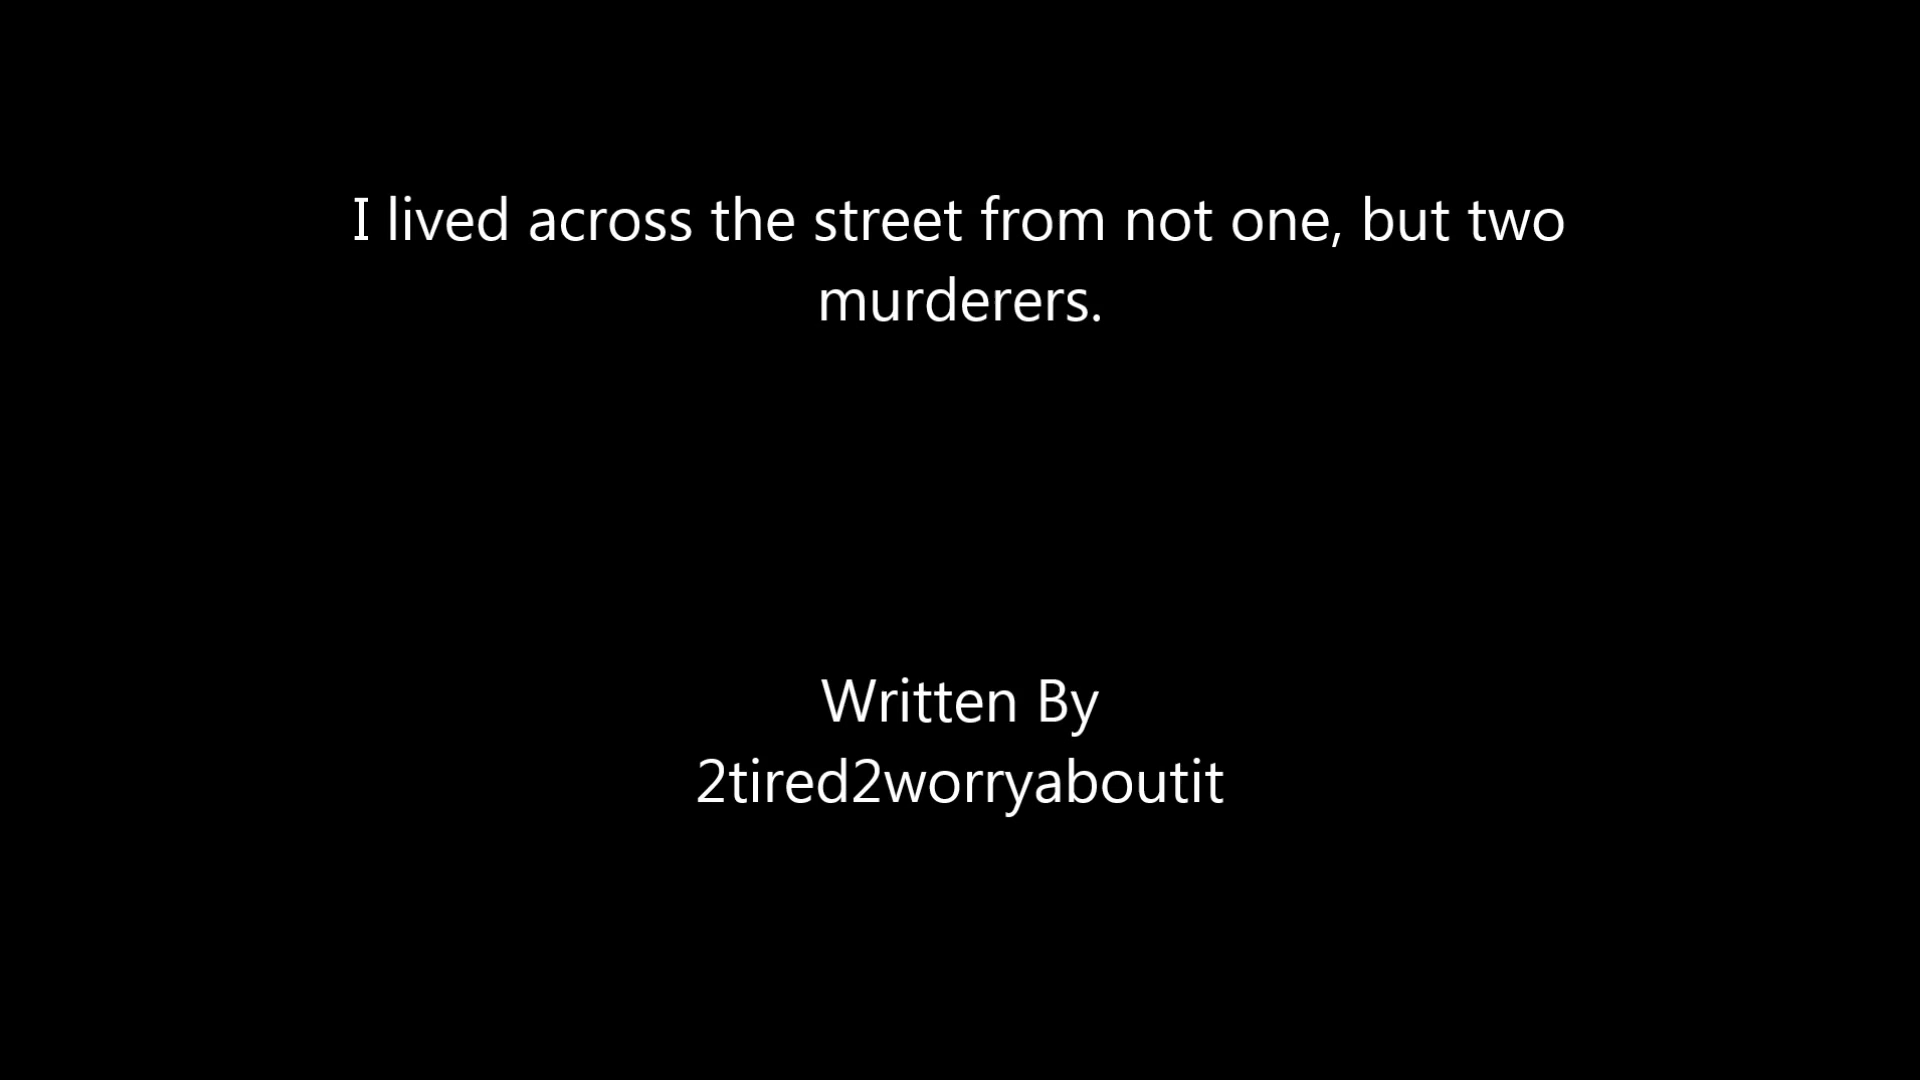 I lived across the street from not one, but two
murderers.
Written By
2tired2worryaboutit